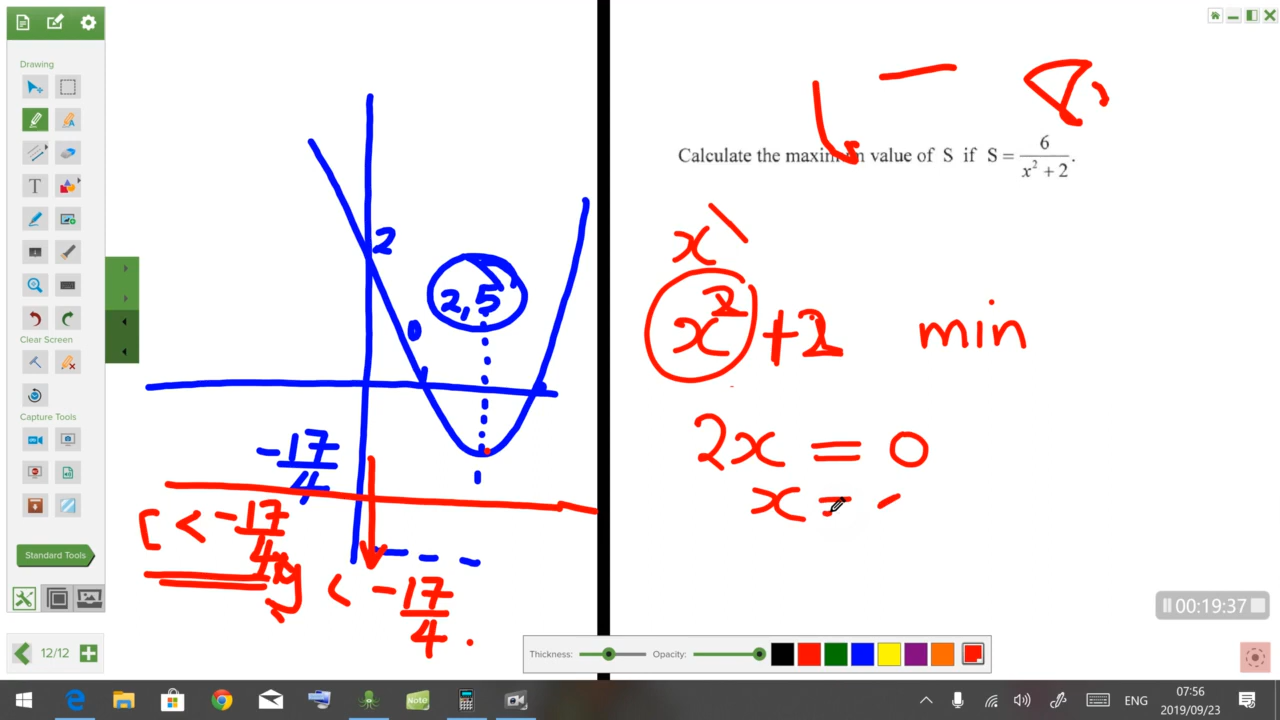 Drawing
T
Clear Screen
Capture Tools
Standard Tools
12/12
2
2,5
0
-17/4
[ < -17/4
y < -17/4.
Calculate the maximum value of S if S = 6/(x² + 2).
x
x² + 2 min
2x = 0
x =
00:19:37
Thickness:
Opacity:
Note
ENG
07:56
2019/09/23